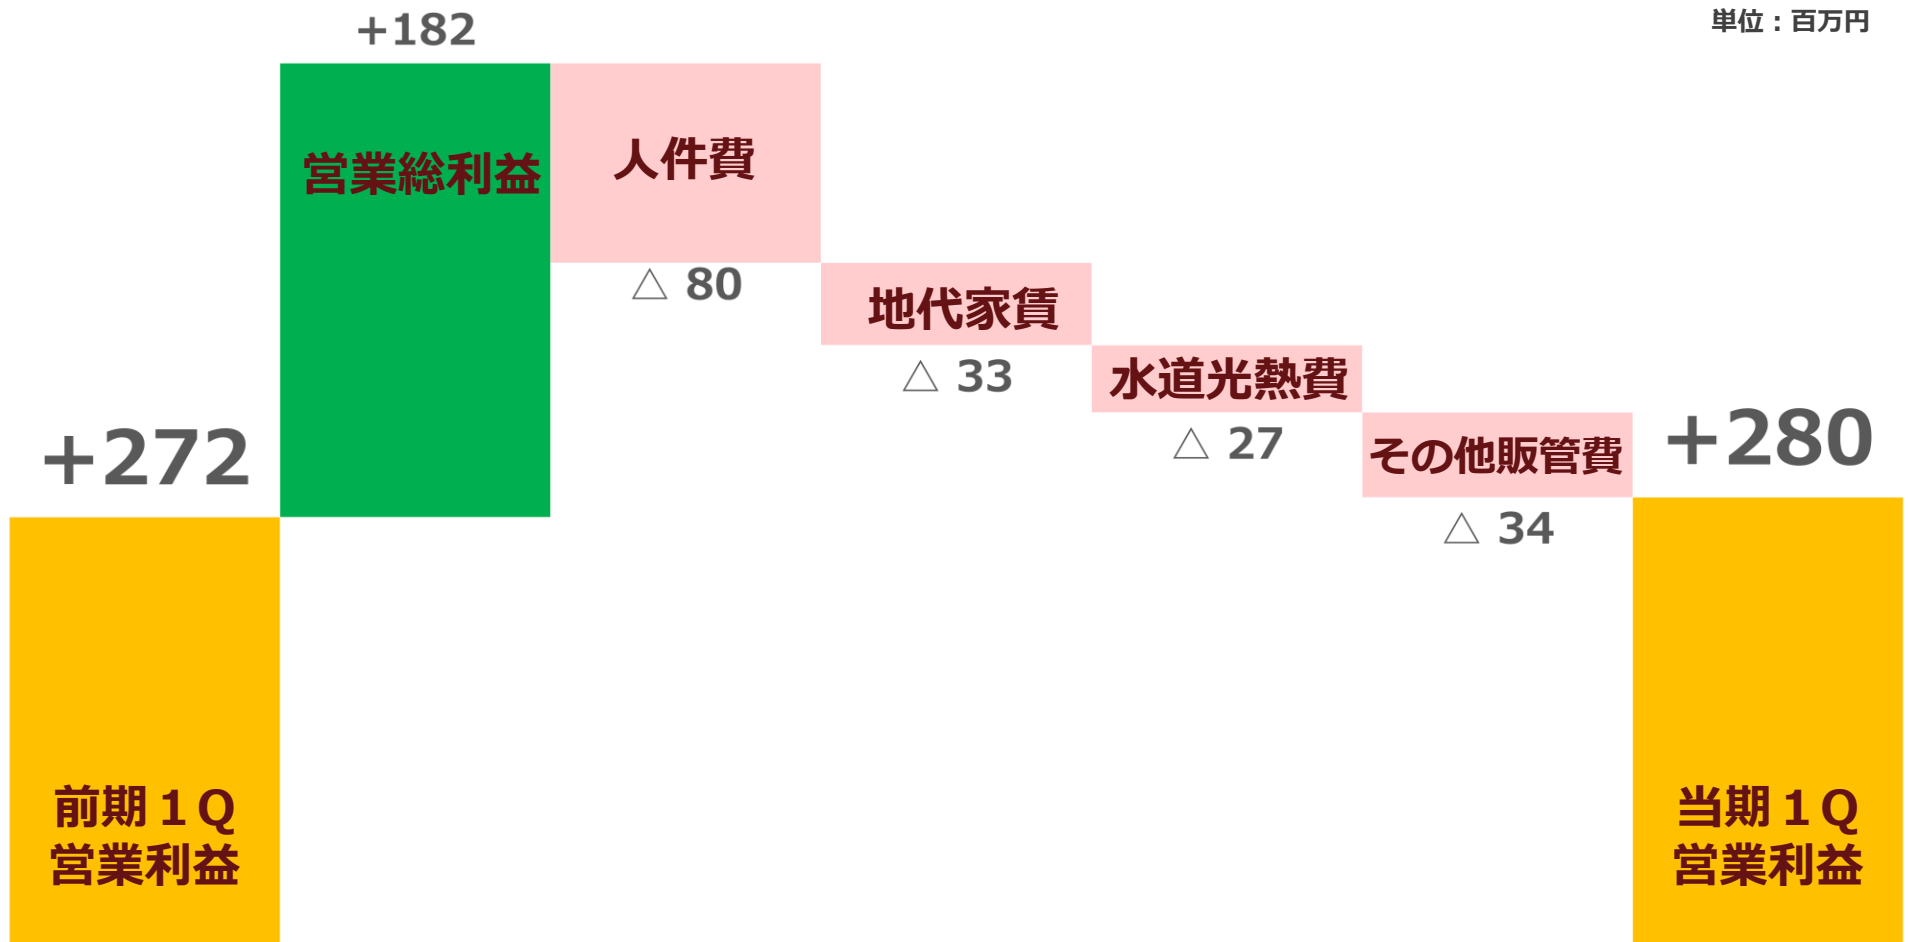 単位：百万円
+182
営業総利益
人件費
△ 80
地代家賃
△ 33
水道光熱費
△ 27
その他販管費
△ 34
+272
前期１Q
営業利益
+280
当期１Q
営業利益